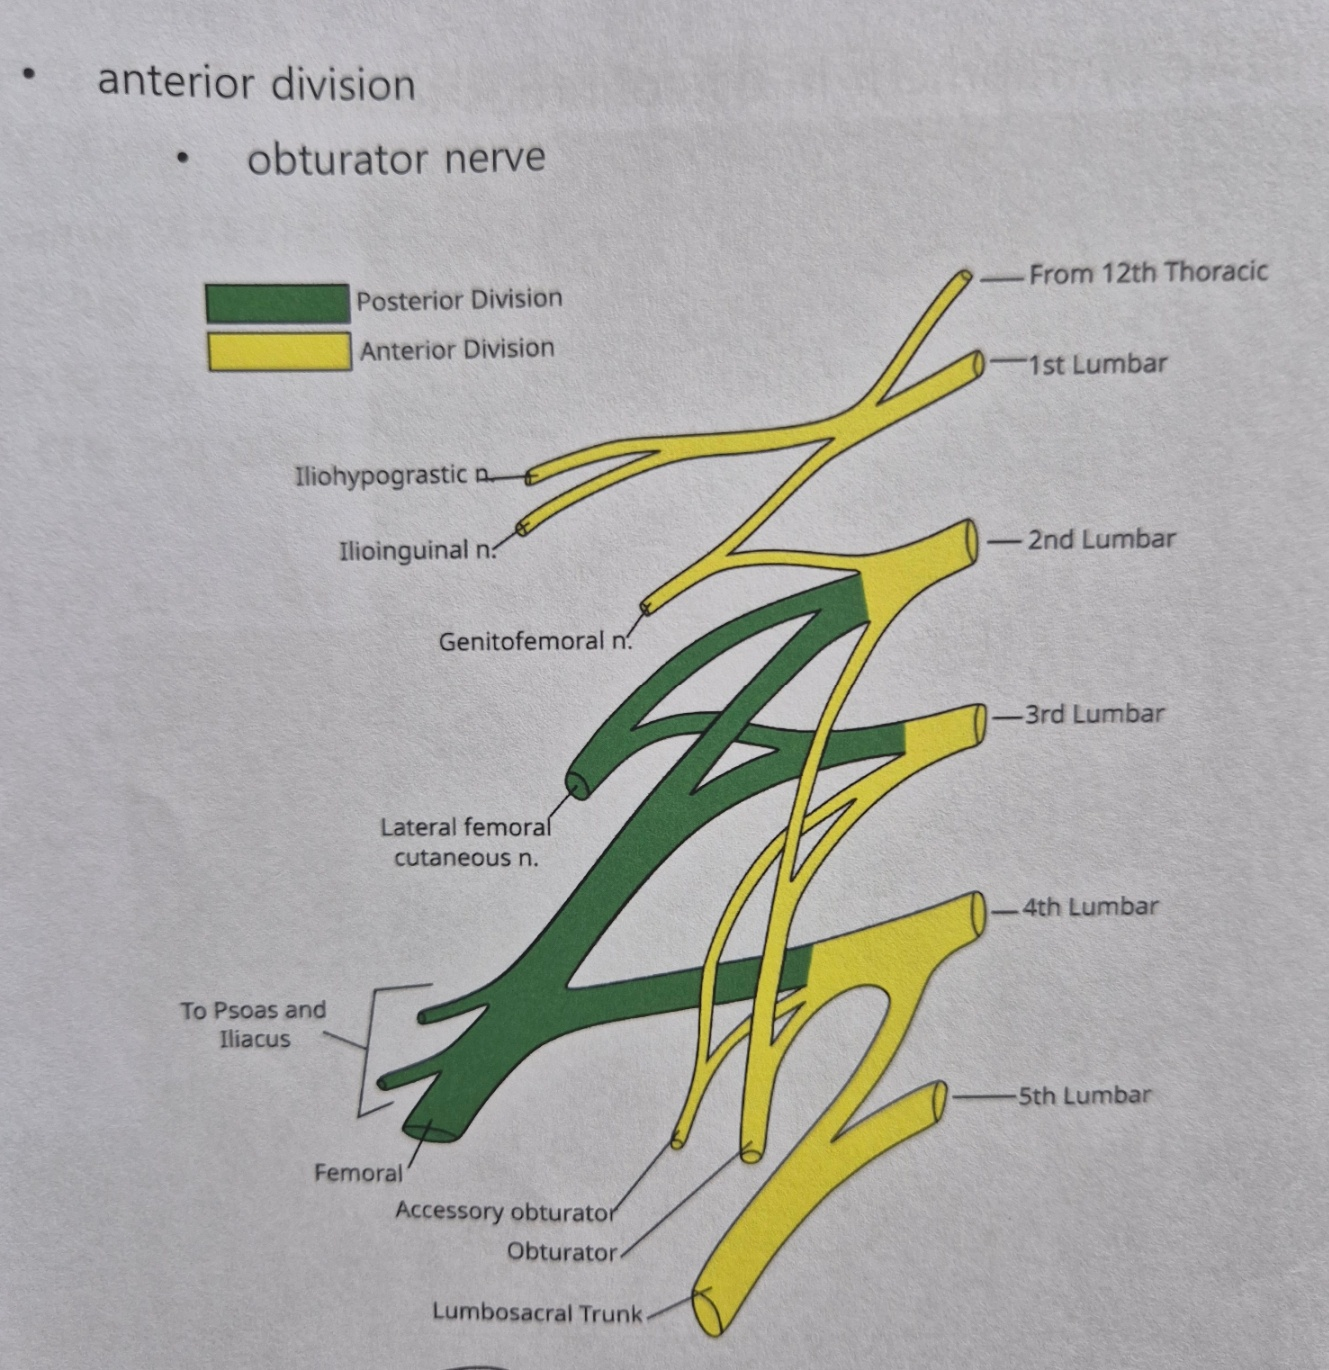 • anterior division
• obturator nerve
Posterior Division
Anterior Division
From 12th Thoracic
1st Lumbar
Iliohypograstic n.
Ilioinguinal n.
2nd Lumbar
Genitofemoral n.
3rd Lumbar
Lateral femoral
cutaneous n.
4th Lumbar
To Psoas and
Iliacus
5th Lumbar
Femoral
Accessory obturator
Obturator
Lumbosacral Trunk